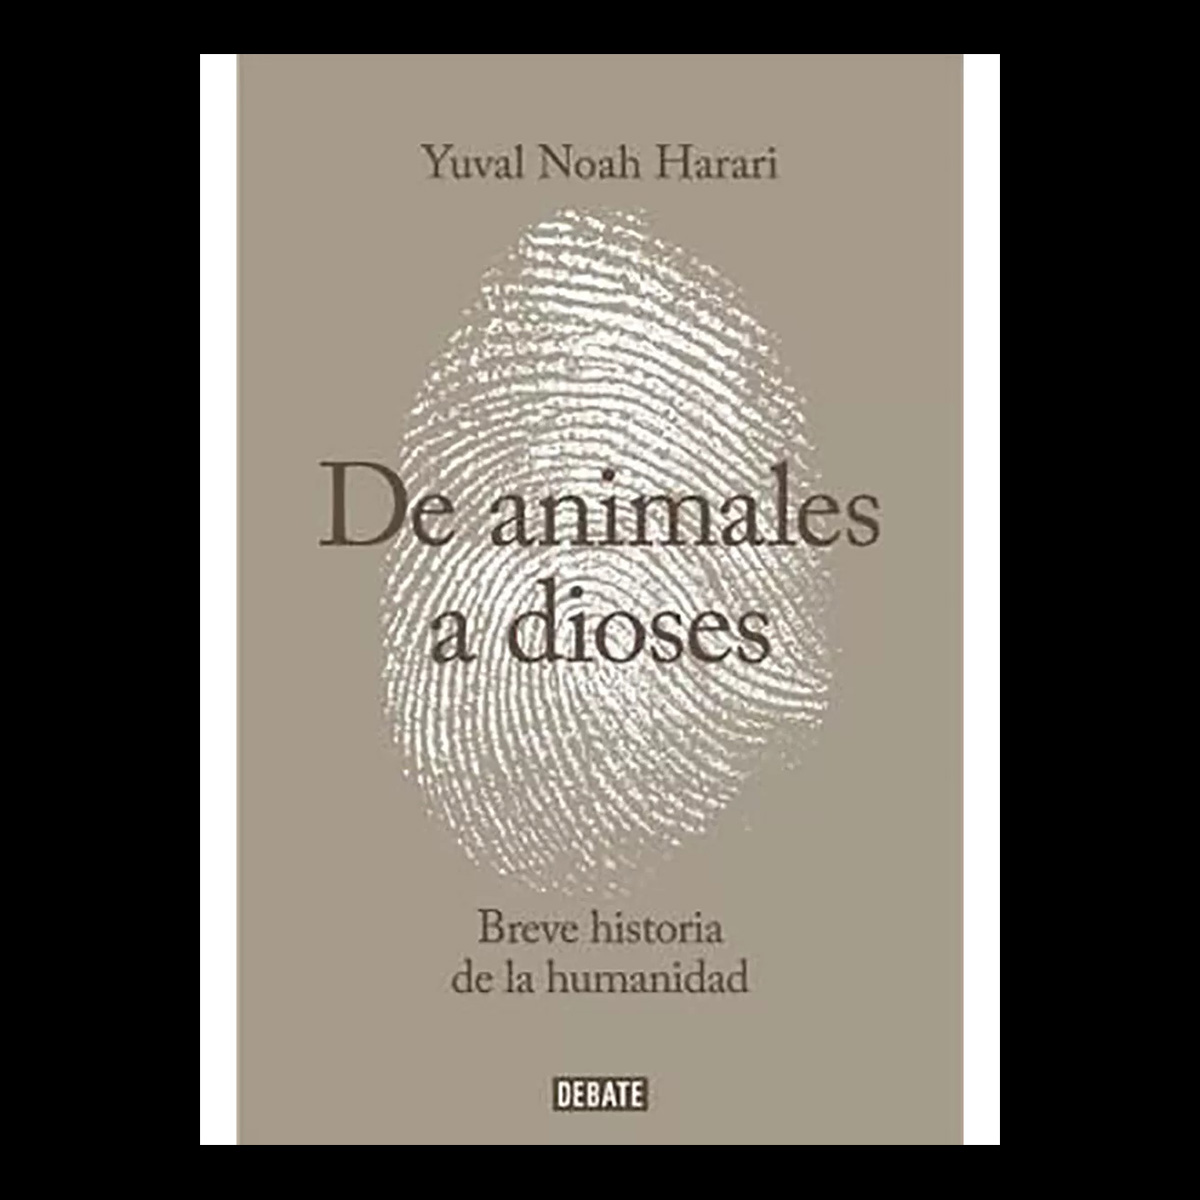 Yuval Noah Harari
De animales
a dioses
Breve historia
de la humanidad
DEBATE